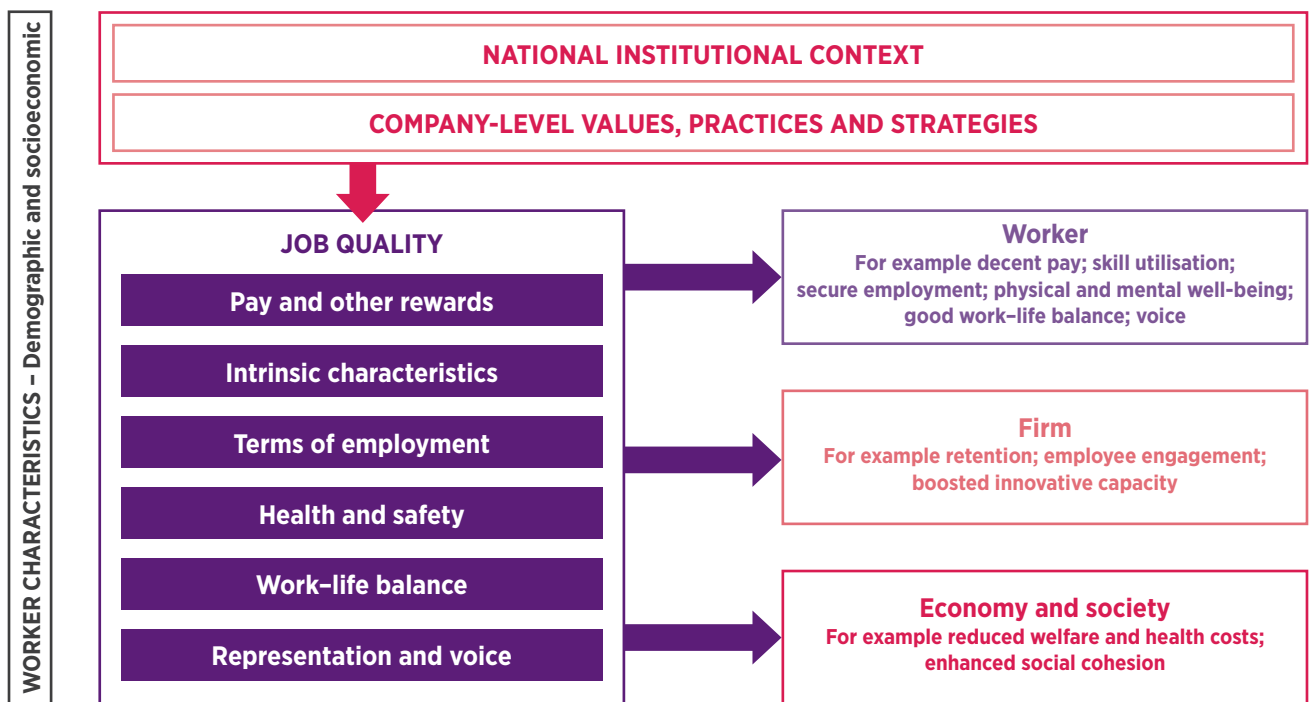 WORKER CHARACTERISTICS – Demographic and socioeconomic
NATIONAL INSTITUTIONAL CONTEXT
COMPANY-LEVEL VALUES, PRACTICES AND STRATEGIES
JOB QUALITY
Pay and other rewards
Intrinsic characteristics
Terms of employment
Health and safety
Work–life balance
Representation and voice
Worker
For example decent pay; skill utilisation;
secure employment; physical and mental well-being;
good work–life balance; voice
Firm
For example retention; employee engagement;
boosted innovative capacity
Economy and society
For example reduced welfare and health costs;
enhanced social cohesion